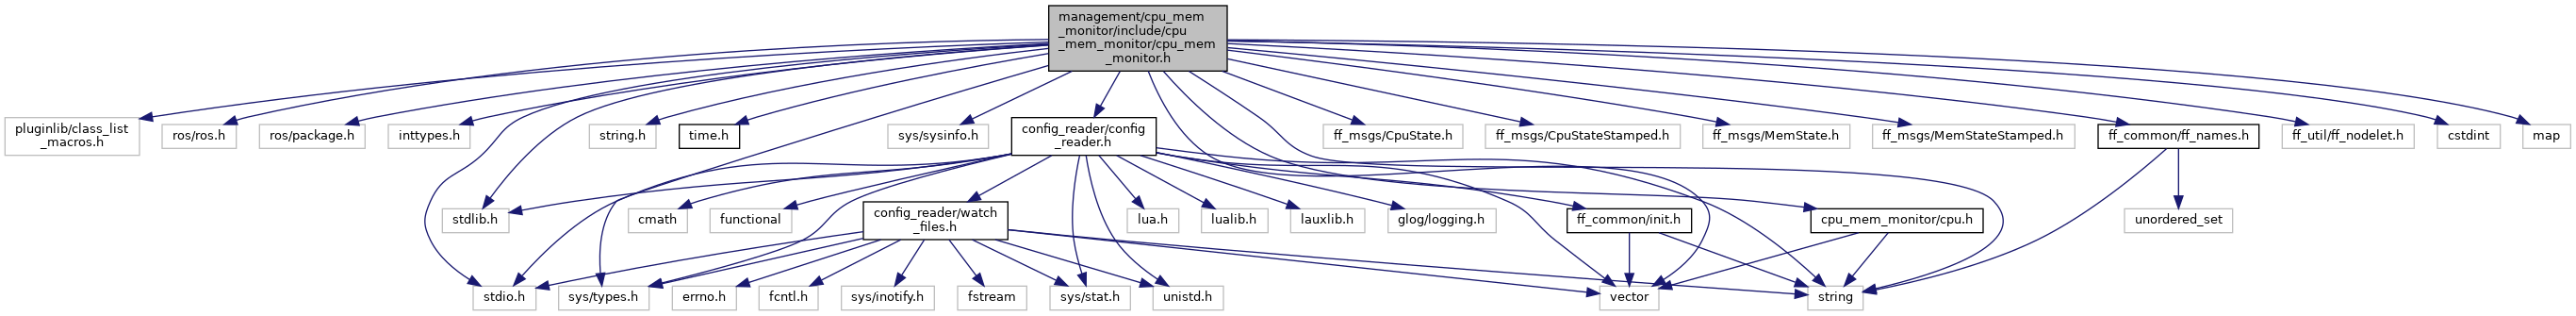 management/cpu_mem
_monitor/include/cpu
_mem_monitor/cpu_mem
_monitor.h
pluginlib/class_list
_macros.h
ros/ros.h
ros/package.h
inttypes.h
string.h
time.h
sys/sysinfo.h
config_reader/config
_reader.h
ff_msgs/CpuState.h
ff_msgs/CpuStateStamped.h
ff_msgs/MemState.h
ff_msgs/MemStateStamped.h
ff_common/ff_names.h
ff_util/ff_nodelet.h
cstdint
map
stdlib.h
cmath
functional
config_reader/watch
_files.h
lua.h
lualib.h
lauxlib.h
glog/logging.h
ff_common/init.h
cpu_mem_monitor/cpu.h
unordered_set
stdio.h
sys/types.h
errno.h
fcntl.h
sys/inotify.h
fstream
sys/stat.h
unistd.h
vector
string